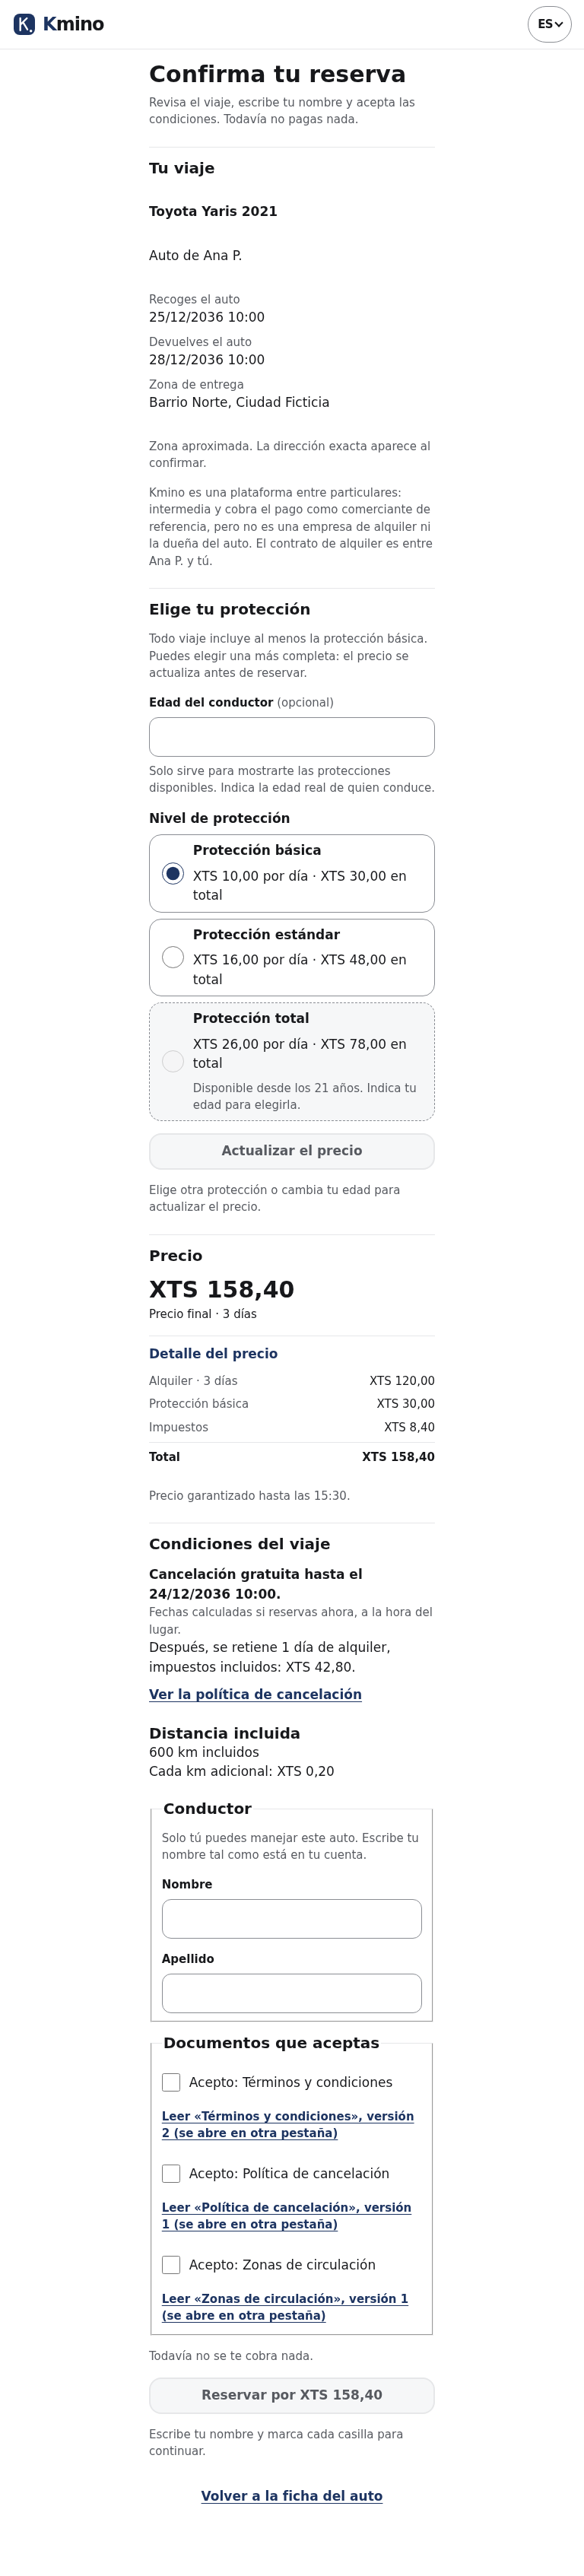 Kmino
ES
Confirma tu reserva
Revisa el viaje, escribe tu nombre y acepta las
condiciones. Todavía no pagas nada.
Tu viaje
Toyota Yaris 2021
Auto de Ana P.
Recoges el auto
25/12/2036 10:00
Devuelves el auto
28/12/2036 10:00
Zona de entrega
Barrio Norte, Ciudad Ficticia
Zona aproximada. La dirección exacta aparece al
confirmar.
Kmino es una plataforma entre particulares:
intermedia y cobra el pago como comerciante de
referencia, pero no es una empresa de alquiler ni
la dueña del auto. El contrato de alquiler es entre
Ana P. y tú.
Elige tu protección
Todo viaje incluye al menos la protección básica.
Puedes elegir una más completa: el precio se
actualiza antes de reservar.
Edad del conductor (opcional)
Solo sirve para mostrarte las protecciones
disponibles. Indica la edad real de quien conduce.
Nivel de protección
Protección básica
XTS 10,00 por día · XTS 30,00 en
total
Protección estándar
XTS 16,00 por día · XTS 48,00 en
total
Protección total
XTS 26,00 por día · XTS 78,00 en
total
Disponible desde los 21 años. Indica tu
edad para elegirla.
Actualizar el precio
Elige otra protección o cambia tu edad para
actualizar el precio.
Precio
XTS 158,40
Precio final · 3 días
Detalle del precio
Alquiler · 3 días XTS 120,00
Protección básica XTS 30,00
Impuestos XTS 8,40
Total XTS 158,40
Precio garantizado hasta las 15:30.
Condiciones del viaje
Cancelación gratuita hasta el
24/12/2036 10:00.
Fechas calculadas si reservas ahora, a la hora del
lugar.
Después, se retiene 1 día de alquiler,
impuestos incluidos: XTS 42,80.
Ver la política de cancelación
Distancia incluida
600 km incluidos
Cada km adicional: XTS 0,20
Conductor
Solo tú puedes manejar este auto. Escribe tu
nombre tal como está en tu cuenta.
Nombre
Apellido
Documentos que aceptas
Acepto: Términos y condiciones
Leer «Términos y condiciones», versión
2 (se abre en otra pestaña)
Acepto: Política de cancelación
Leer «Política de cancelación», versión
1 (se abre en otra pestaña)
Acepto: Zonas de circulación
Leer «Zonas de circulación», versión 1
(se abre en otra pestaña)
Todavía no se te cobra nada.
Reservar por XTS 158,40
Escribe tu nombre y marca cada casilla para
continuar.
Volver a la ficha del auto